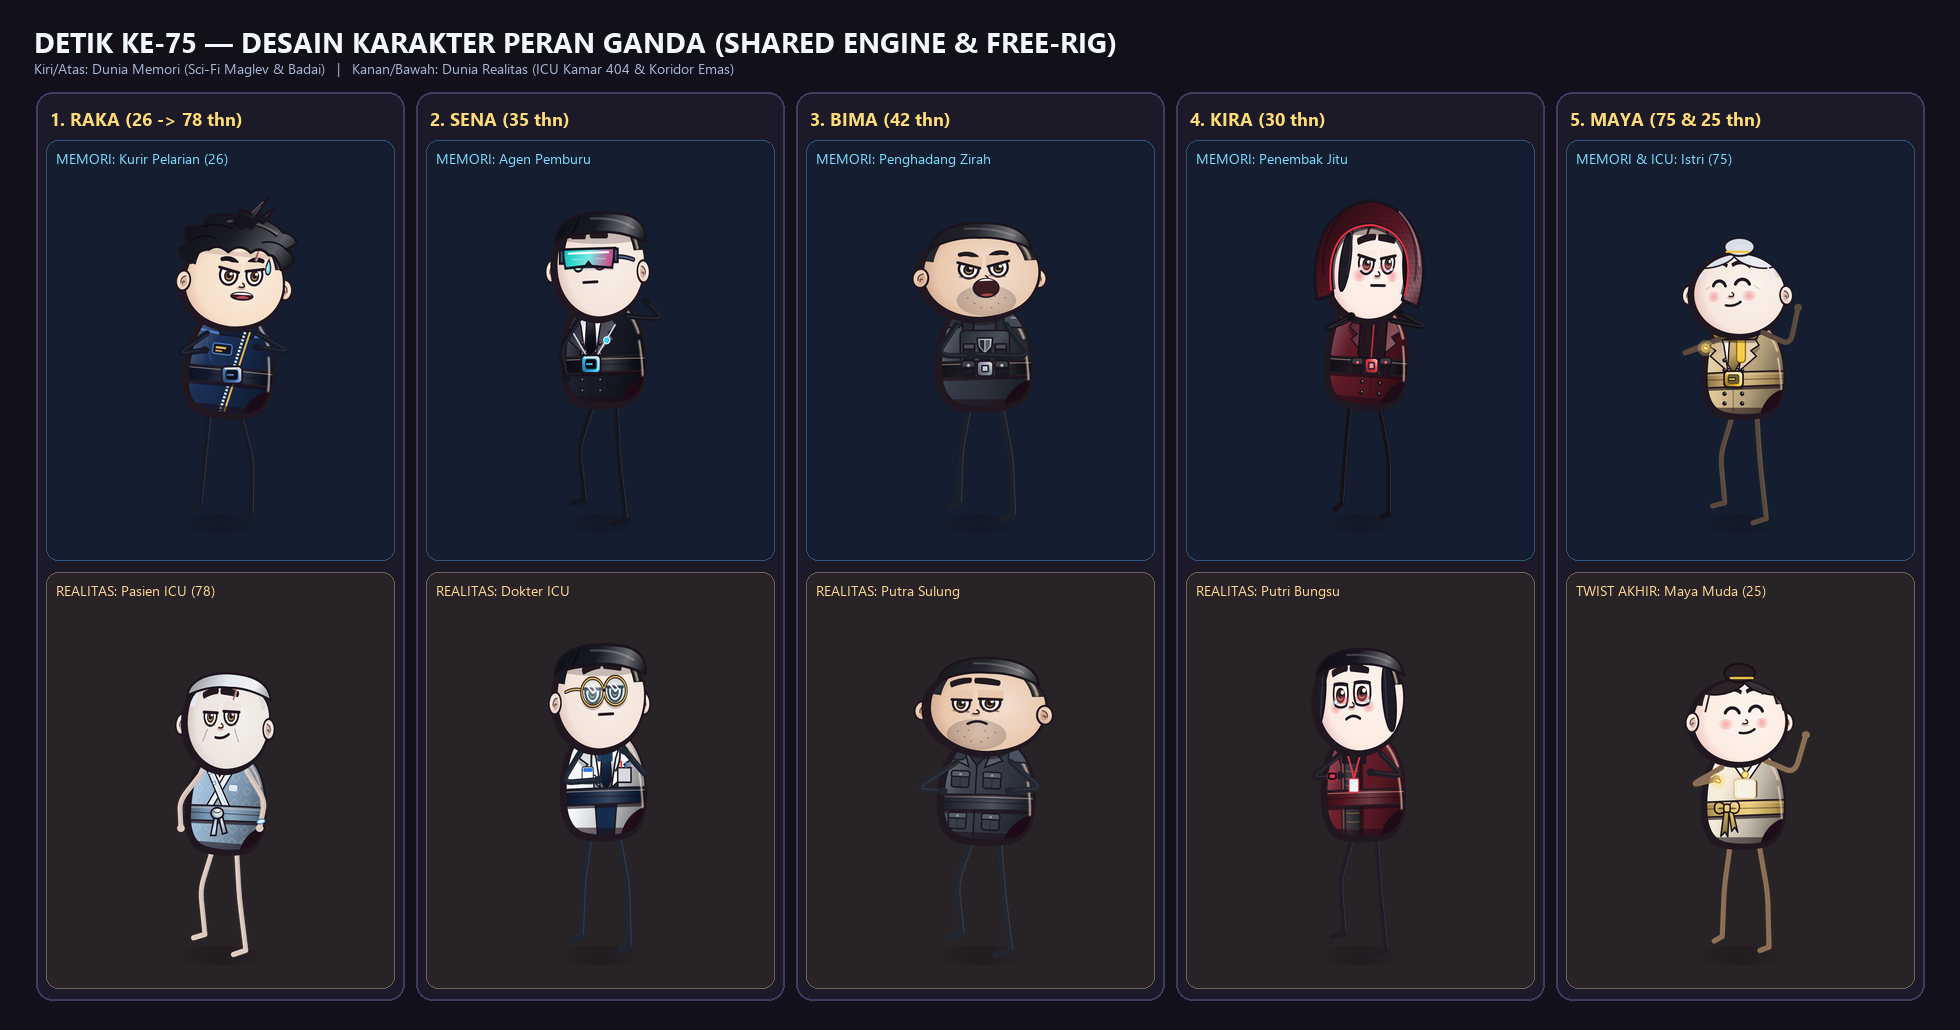 DETIK KE-75 — DESAIN KARAKTER PERAN GANDA (SHARED ENGINE & FREE-RIG)
Kiri/Atas: Dunia Memori (Sci-Fi Maglev & Badai) | Kanan/Bawah: Dunia Realitas (ICU Kamar 404 & Koridor Emas)
1. RAKA (26 -> 78 thn)
MEMORI: Kurir Pelarian (26)
REALITAS: Pasien ICU (78)
2. SENA (35 thn)
MEMORI: Agen Pemburu
REALITAS: Dokter ICU
3. BIMA (42 thn)
MEMORI: Penghadang Zirah
REALITAS: Putra Sulung
4. KIRA (30 thn)
MEMORI: Penembak Jitu
REALITAS: Putri Bungsu
5. MAYA (75 & 25 thn)
MEMORI & ICU: Istri (75)
TWIST AKHIR: Maya Muda (25)